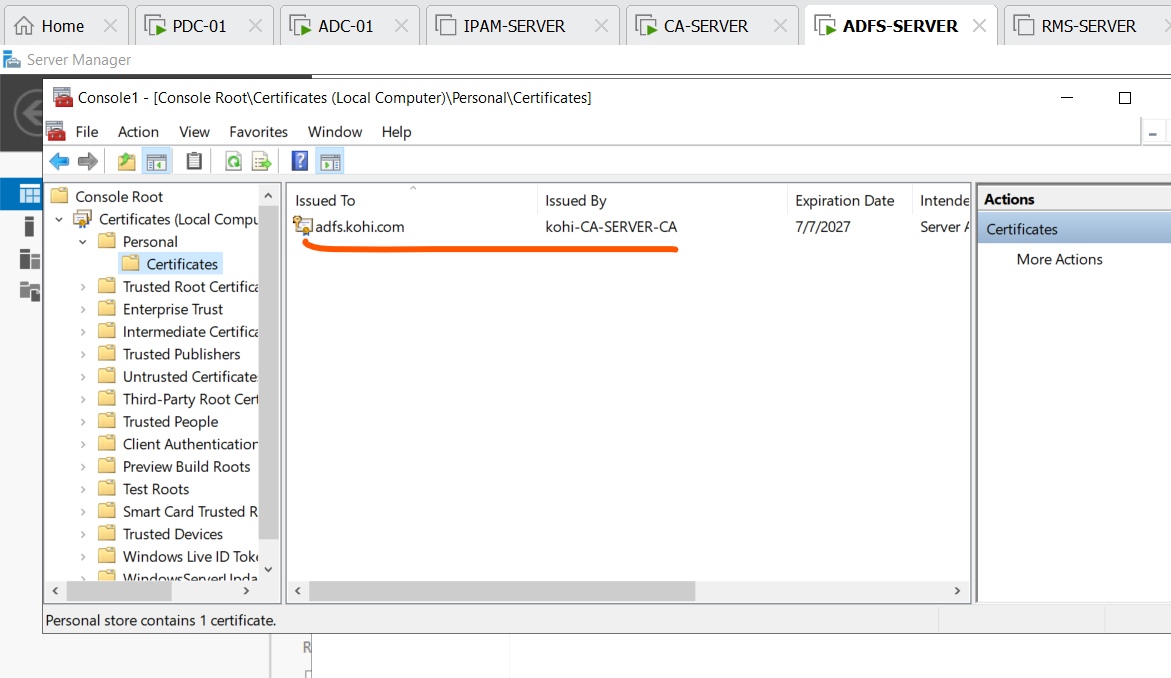 Home
PDC-01
ADC-01
IPAM-SERVER
CA-SERVER
ADFS-SERVER
RMS-SERVER
Server Manager
Console1 - [Console Root\Certificates (Local Computer)\Personal\Certificates]
File Action View Favorites Window Help
Console Root
Certificates (Local Compu
Personal
Certificates
Trusted Root Certifica
Enterprise Trust
Intermediate Certifica
Trusted Publishers
Untrusted Certificate
Third-Party Root Cert
Trusted People
Client Authentication
Preview Build Roots
Test Roots
Smart Card Trusted R
Trusted Devices
Windows Live ID Toke
WindowsServerUpda
Issued To Issued By Expiration Date Intende
adfs.kohi.com kohi-CA-SERVER-CA 7/7/2027 Server A
Actions
Certificates
More Actions
Personal store contains 1 certificate.
R